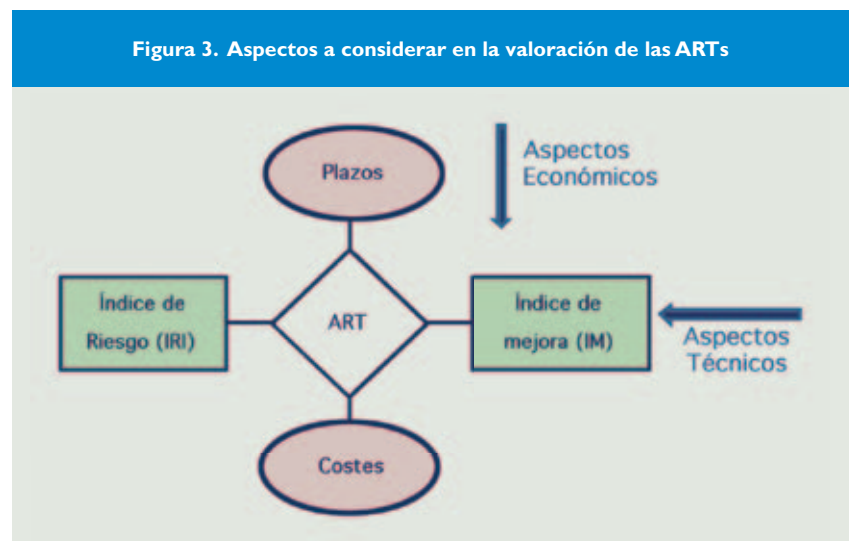 Figura 3. Aspectos a considerar en la valoración de las ARTs
Plazos
Aspectos
Económicos
Índice de
Riesgo (IRI)
ART
Índice de
mejora (IM)
Aspectos
Técnicos
Costes